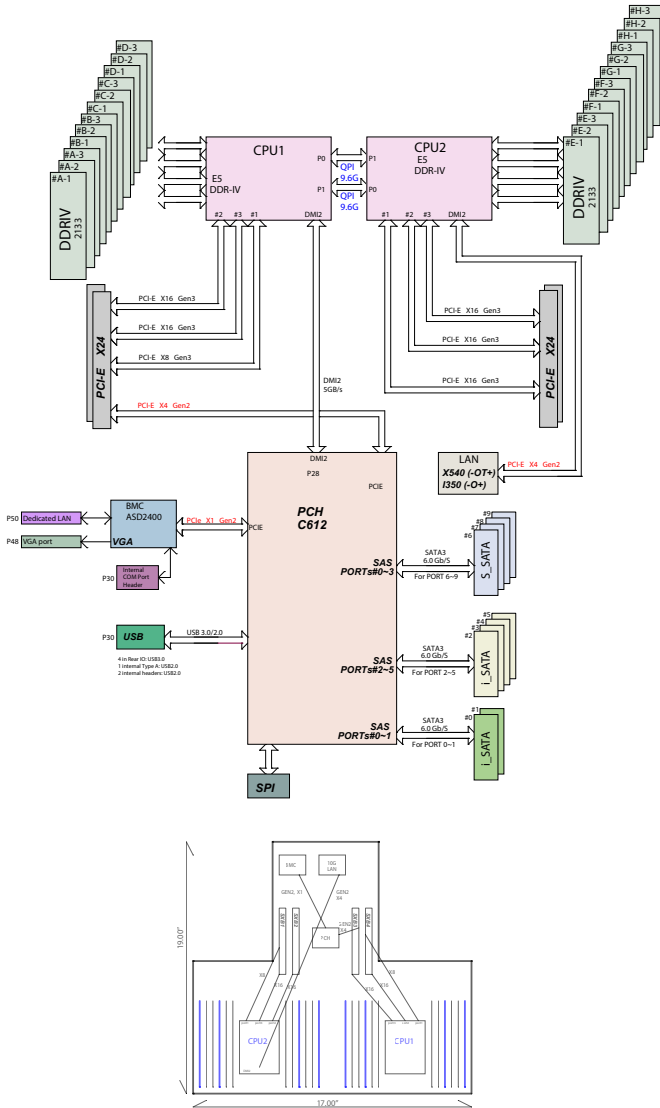 #D-3
#D-2
#D-1
#C-3
#C-2
#C-1
#B-3
#B-2
#B-1
#A-3
#A-2
#A-1
DDRIV
2133
#H-3
#H-2
#H-1
#G-3
#G-2
#G-1
#F-3
#F-2
#F-1
#E-3
#E-2
#E-1
DDRIV
2133
CPU1
E5
DDR-IV
P0
P1
#2 #3 #1 DMI2
QPI
9.6G
QPI
9.6G
CPU2
E5
DDR-IV
P1
P0
#1 #2 #3 DMI2
PCI-E X24
PCI-E X16 Gen3
PCI-E X16 Gen3
PCI-E X8 Gen3
PCI-E X4 Gen2
DMI2
5GB/s
PCI-E X16 Gen3
PCI-E X16 Gen3
PCI-E X16 Gen3
PCI-E X24
LAN
X540 (-OT+)
I350 (-O+)
PCI-E X4 Gen2
DMI2
P28
PCIE
PCH
C612
PCIE
P50 Dedicated LAN
P48 VGA port
BMC
ASD2400
VGA
PCIe X1 Gen2
P30
Internal
COM Port
Header
P30 USB
USB 3.0/2.0
4 in Rear IO: USB3.0
1 internal Type A: USB2.0
2 internal headers: USB2.0
SAS
PORTs#0~3
SATA3
6.0 Gb/S
For PORT 6~9
#9
#8
#7
#6
S_SATA
SAS
PORTs#2~5
SATA3
6.0 Gb/S
For PORT 2~5
#5
#4
#3
#2
i_SATA
SAS
PORTs#0~1
SATA3
6.0 Gb/S
For PORT 0~1
#1
#0
i_SATA
SPI
BMC
10G
LAN
GEN2, X1
GEN2
X4
GEN2
X4
PCH
X8
X16
X16
X16
X16
X8
CPU2
CPU1
19.00"
17.00"